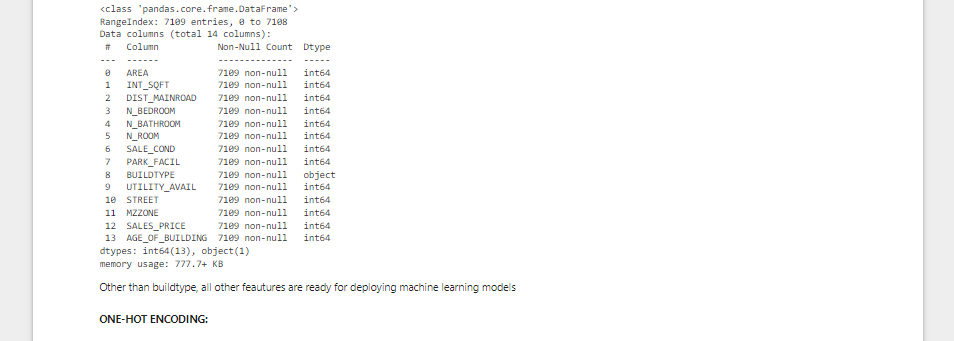 <class 'pandas.core.frame.DataFrame'>
RangeIndex: 7109 entries, 0 to 7108
Data columns (total 14 columns):
#   Column   Non-Null Count  Dtype
---  ------  --------------  -----
0   AREA   7109 non-null   int64
1   INT_SQFT   7109 non-null   int64
2   DIST_MAINROAD   7109 non-null   int64
3   N_BEDROOM   7109 non-null   int64
4   N_BATHROOM   7109 non-null   int64
5   N_ROOM   7109 non-null   int64
6   SALE_COND   7109 non-null   int64
7   PARK_FACIL   7109 non-null   int64
8   BUILDTYPE   7109 non-null   object
9   UTILITY_AVAIL   7109 non-null   int64
10  STREET   7109 non-null   int64
11  MZZONE   7109 non-null   int64
12  SALES_PRICE   7109 non-null   int64
13  AGE_OF_BUILDING  7109 non-null   int64
dtypes: int64(13), object(1)
memory usage: 777.7+ KB
Other than buildtype, all other feautures are ready for deploying machine learning models
ONE-HOT ENCODING: